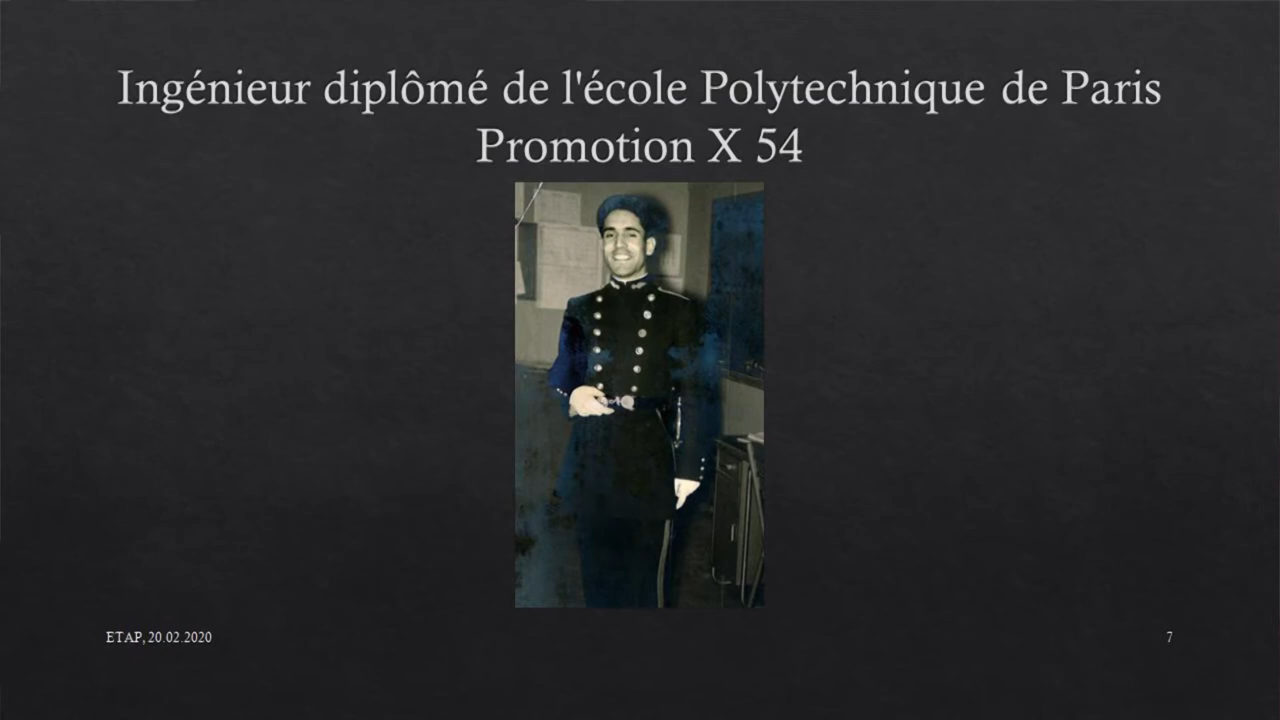 Ingénieur diplômé de l'école Polytechnique de Paris
Promotion X 54
ETAP, 20.02.2020
7